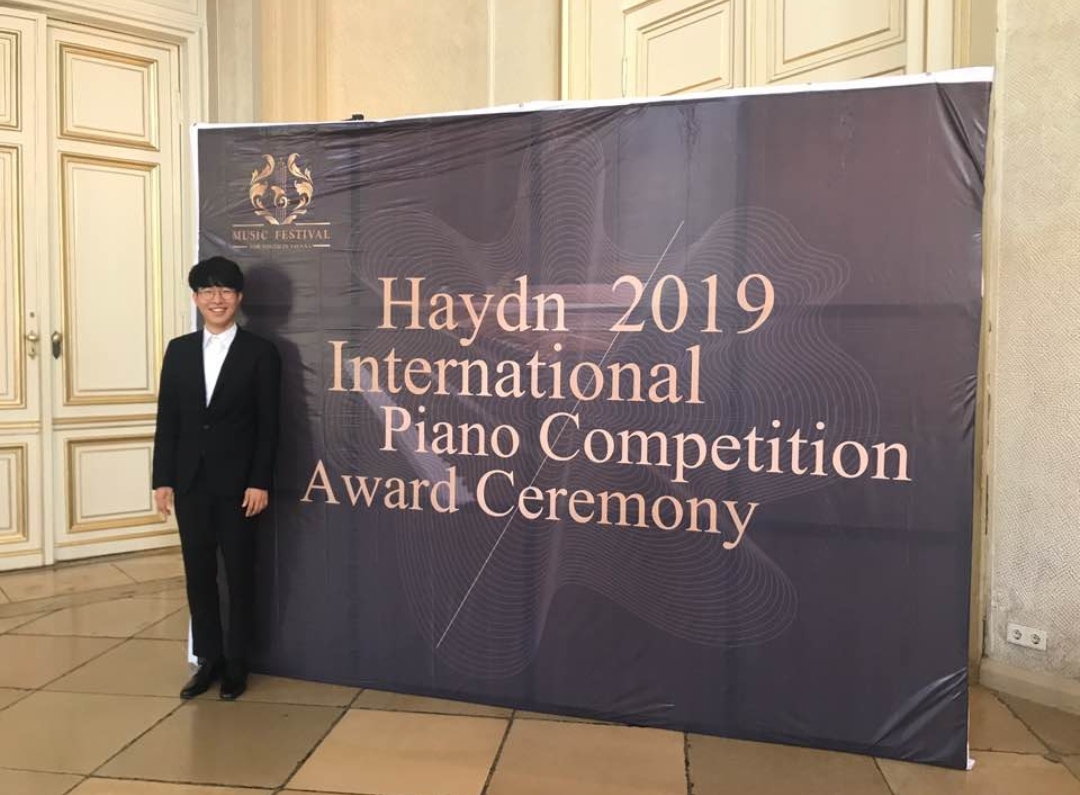 MUSIC FESTIVAL
Haydn 2019
International
Piano Competition
Award Ceremony